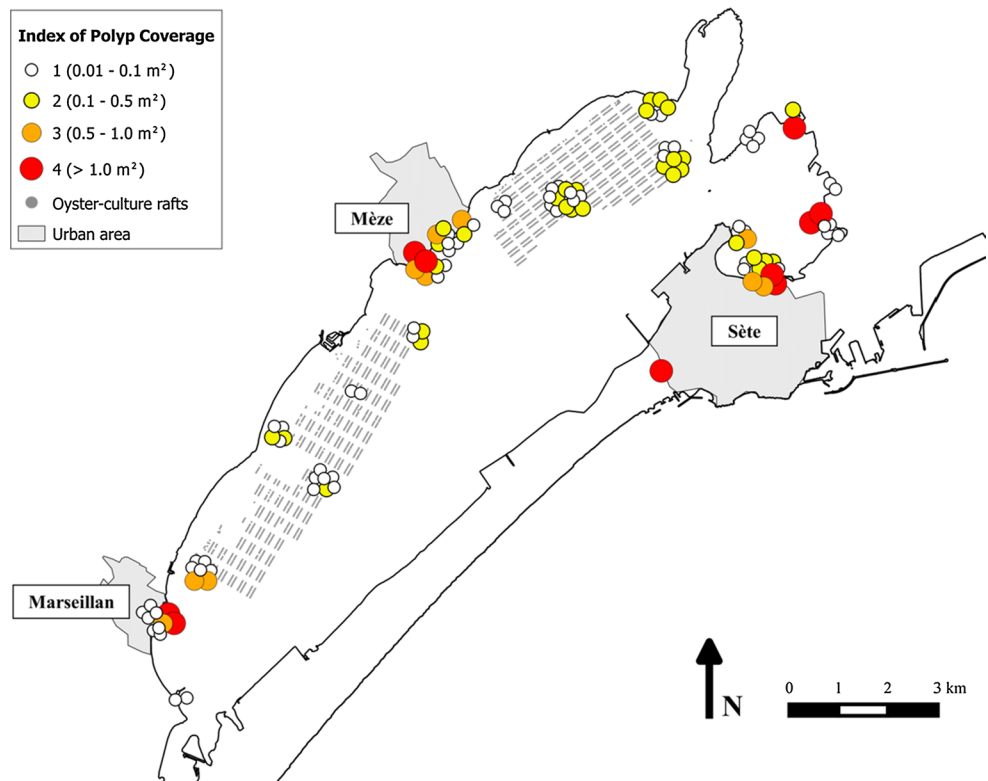 Index of Polyp Coverage
1 (0.01 - 0.1 m²)
2 (0.1 - 0.5 m²)
3 (0.5 - 1.0 m²)
4 (> 1.0 m²)
Oyster-culture rafts
Urban area
Mèze
Sète
Marseillan
N
0 1 2 3 km